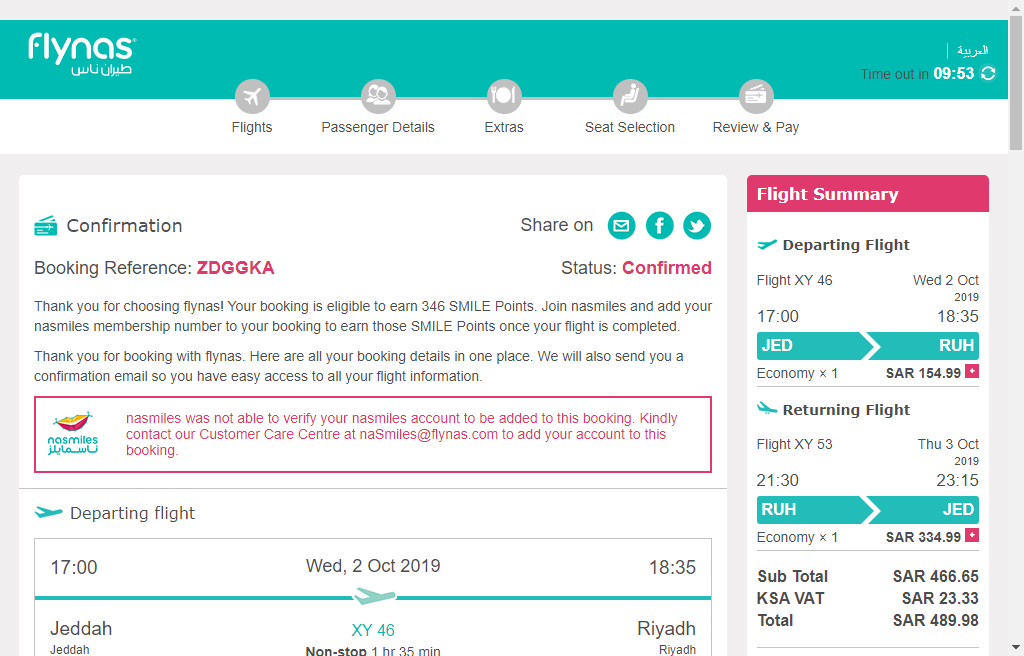 flynas
طيران ناس
العربية
Time out in 09:53
Flights
Passenger Details
Extras
Seat Selection
Review & Pay
Confirmation
Share on
Booking Reference: ZDGGKA
Status: Confirmed
Thank you for choosing flynas! Your booking is eligible to earn 346 SMILE Points. Join nasmiles and add your
nasmiles membership number to your booking to earn those SMILE Points once your flight is completed.
Thank you for booking with flynas. Here are all your booking details in one place. We will also send you a
confirmation email so you have easy access to all your flight information.
nasmiles
ناسمايلز
nasmiles was not able to verify your nasmiles account to be added to this booking. Kindly
contact our Customer Care Centre at naSmiles@flynas.com to add your account to this
booking.
Departing flight
17:00 Wed, 2 Oct 2019 18:35
Jeddah XY 46 Riyadh
Jeddah Non-stop 1 hr 35 min Riyadh
Flight Summary
Departing Flight
Flight XY 46 Wed 2 Oct
2019
17:00 18:35
JED RUH
Economy × 1 SAR 154.99 +
Returning Flight
Flight XY 53 Thu 3 Oct
2019
21:30 23:15
RUH JED
Economy × 1 SAR 334.99 +
Sub Total SAR 466.65
KSA VAT SAR 23.33
Total SAR 489.98